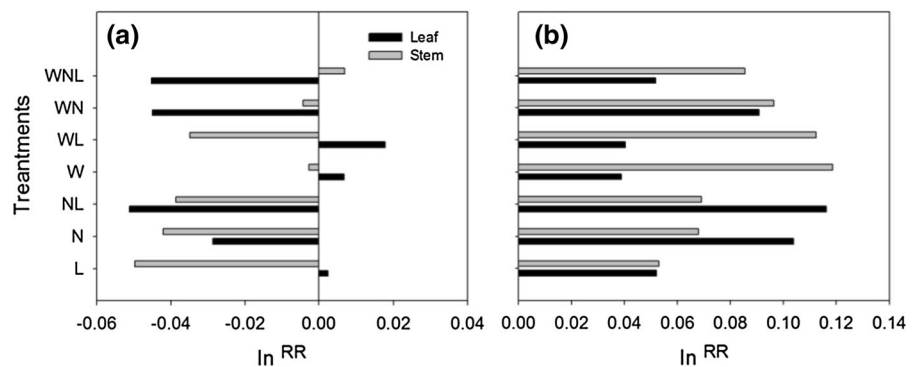 (a)
Leaf
Stem
(b)
Treantments
WNL
WN
WL
W
NL
N
L
-0.06 -0.04 -0.02 0.00 0.02 0.04
0.00 0.02 0.04 0.06 0.08 0.10 0.12 0.14
ln RR
ln RR